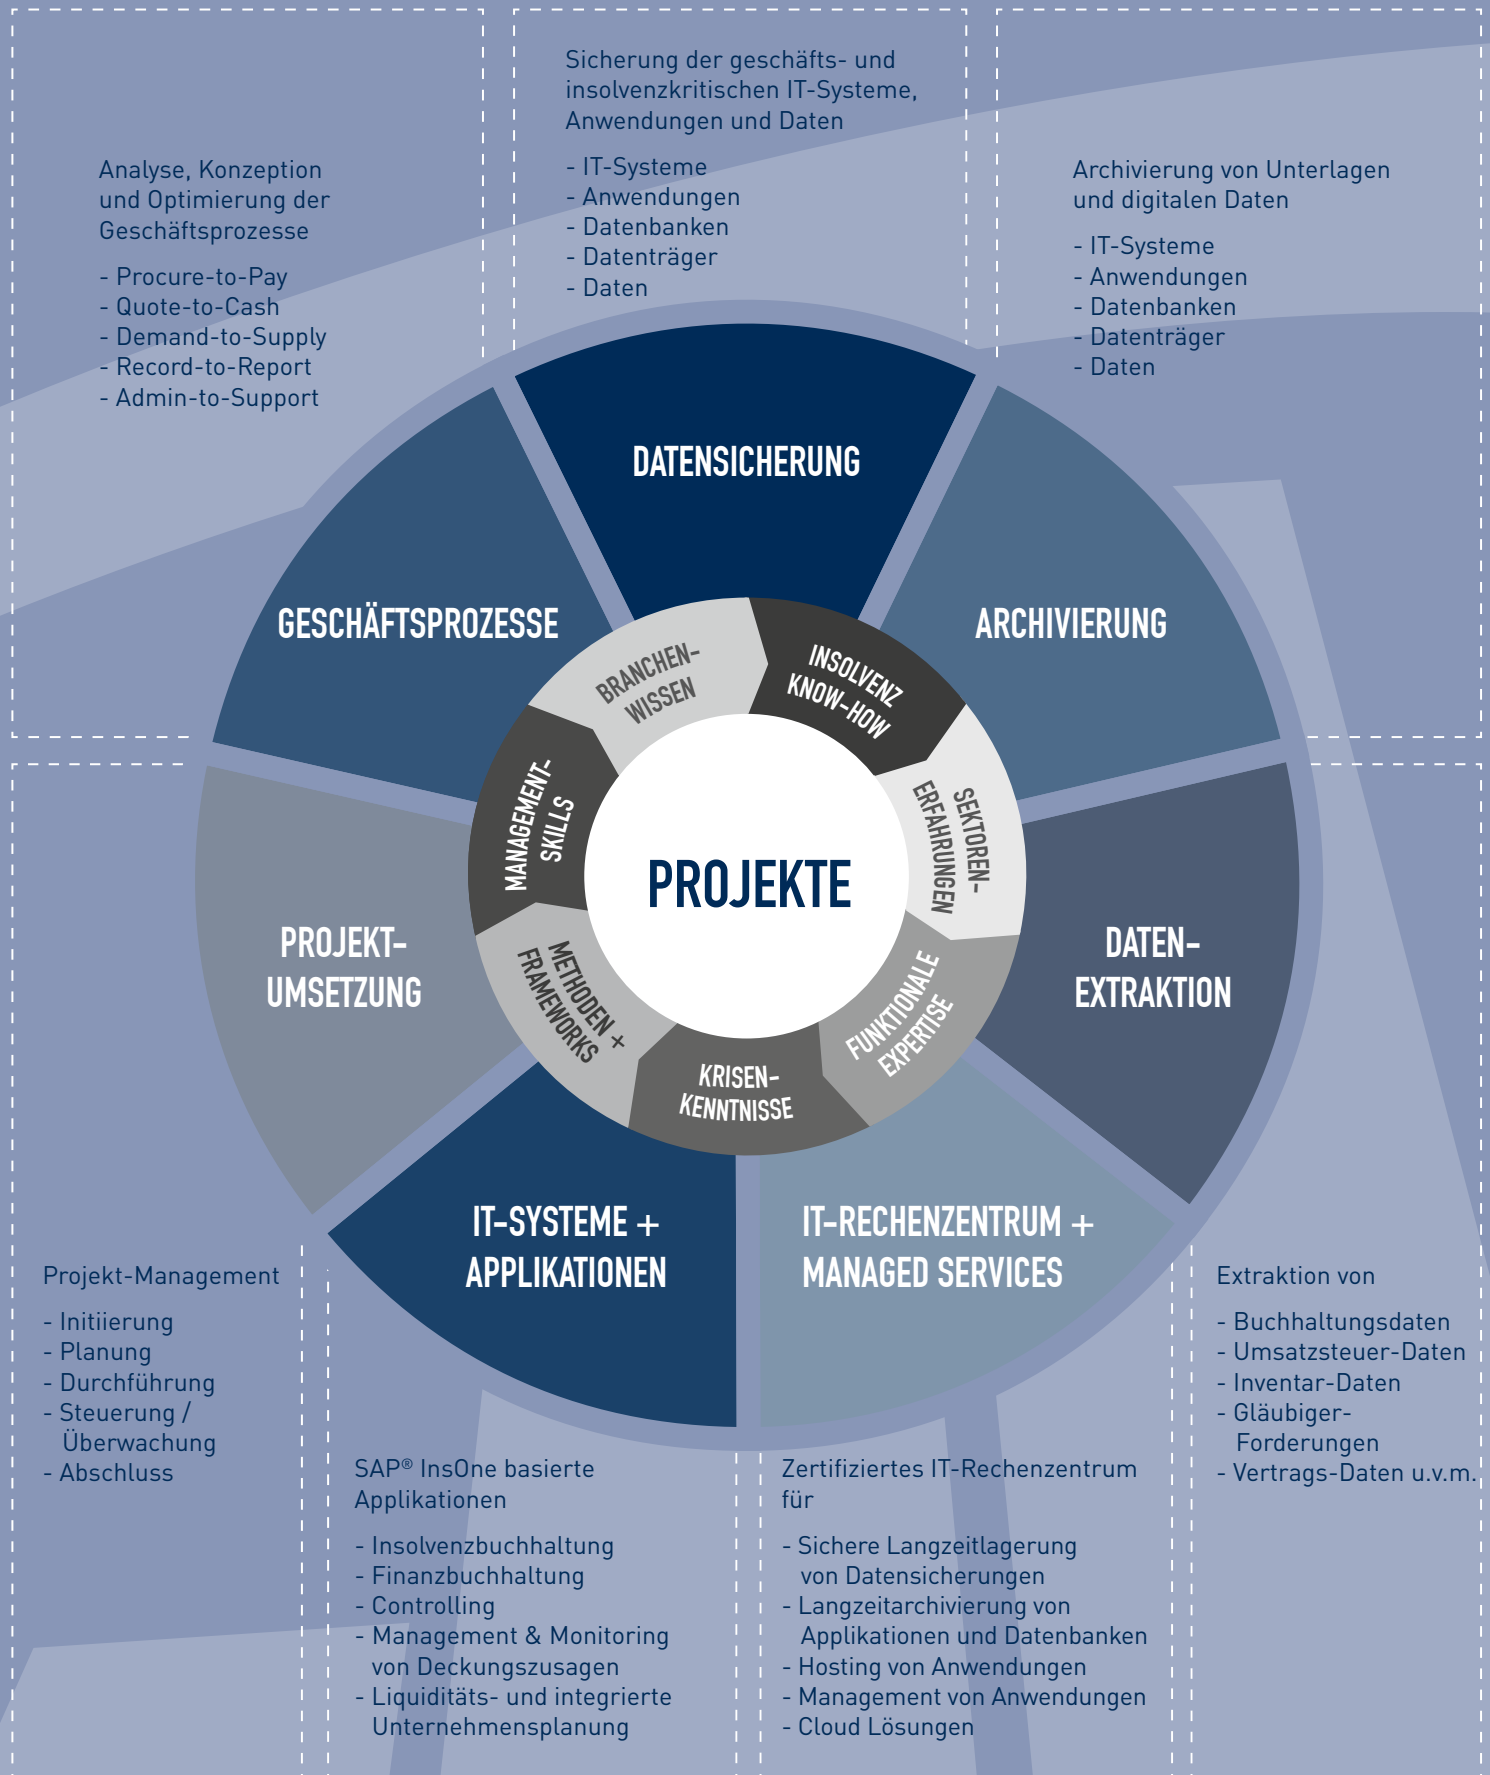 Sicherung der geschäfts- und
insolvenzkritischen IT-Systeme,
Anwendungen und Daten
- IT-Systeme
- Anwendungen
- Datenbanken
- Datenträger
- Daten
Analyse, Konzeption
und Optimierung der
Geschäftsprozesse
- Procure-to-Pay
- Quote-to-Cash
- Demand-to-Supply
- Record-to-Report
- Admin-to-Support
Archivierung von Unterlagen
und digitalen Daten
- IT-Systeme
- Anwendungen
- Datenbanken
- Datenträger
- Daten
DATENSICHERUNG
GESCHÄFTSPROZESSE
ARCHIVIERUNG
BRANCHEN-
WISSEN
INSOLVENZ
KNOW-HOW
MANAGEMENT-
SKILLS
SEKTOREN-
ERFAHRUNGEN
PROJEKTE
PROJEKT-
UMSETZUNG
DATEN-
EXTRAKTION
METHODEN +
FRAMEWORKS
FUNKTIONALE
EXPERTISE
KRISEN-
KENNTNISSE
IT-SYSTEME +
APPLIKATIONEN
IT-RECHENZENTRUM +
MANAGED SERVICES
Projekt-Management
- Initiierung
- Planung
- Durchführung
- Steuerung /
Überwachung
- Abschluss
SAP® InsOne basierte
Applikationen
- Insolvenzbuchhaltung
- Finanzbuchhaltung
- Controlling
- Management & Monitoring
von Deckungszusagen
- Liquiditäts- und integrierte
Unternehmensplanung
Zertifiziertes IT-Rechenzentrum
für
- Sichere Langzeitlagerung
von Datensicherungen
- Langzeitarchivierung von
Applikationen und Datenbanken
- Hosting von Anwendungen
- Management von Anwendungen
- Cloud Lösungen
Extraktion von
- Buchhaltungsdaten
- Umsatzsteuer-Daten
- Inventar-Daten
- Gläubiger-
Forderungen
- Vertrags-Daten u.v.m.